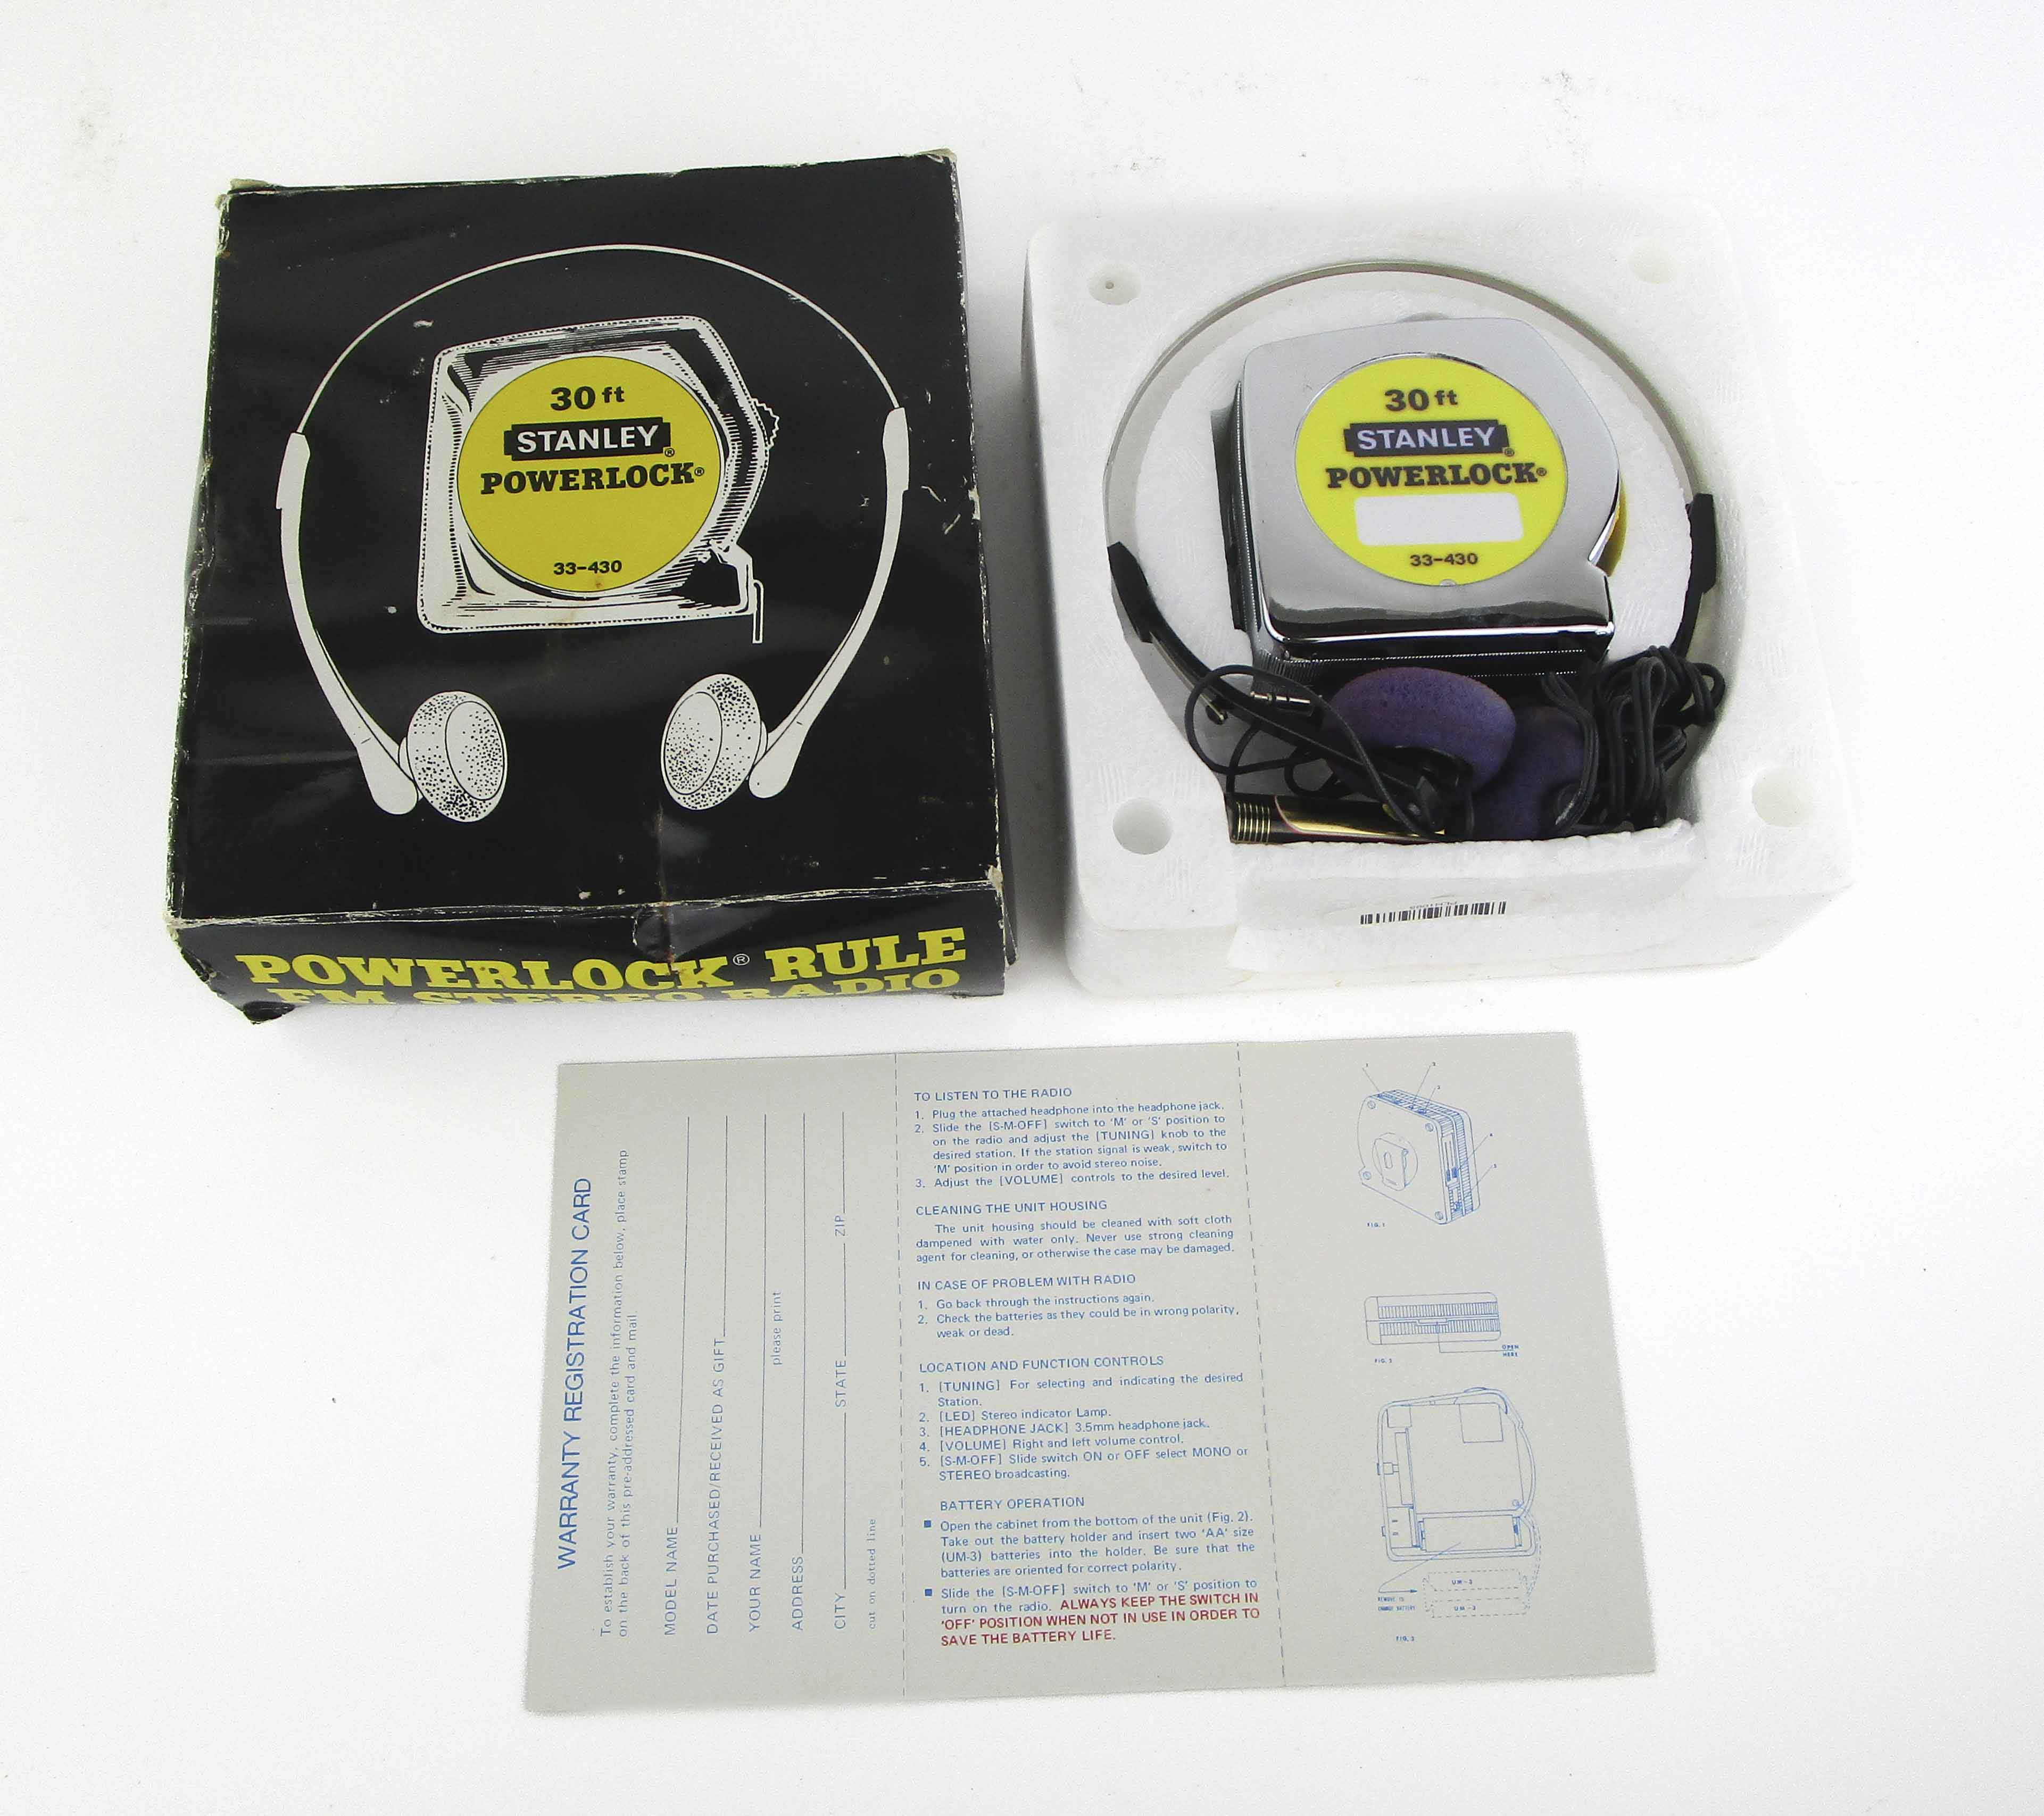 30 ft
STANLEY®
POWERLOCK®
33-430
POWERLOCK® RULE
FM STEREO RADIO
30 ft
STANLEY®
POWERLOCK®
33-430
WARRANTY REGISTRATION CARD
To establish your warranty, complete the information below, place stamp
on the back of this pre-addressed card and mail.
MODEL NAME
DATE PURCHASED/RECEIVED AS GIFT
YOUR NAME
please print
ADDRESS
CITY STATE ZIP
cut on dotted line
TO LISTEN TO THE RADIO
1. Plug the attached headphone into the headphone jack.
2. Slide the [S-M-OFF] switch to 'M' or 'S' position to
on the radio and adjust the [TUNING] knob to the
desired station. If the station signal is weak, switch to
'M' position in order to avoid stereo noise.
3. Adjust the [VOLUME] controls to the desired level.
CLEANING THE UNIT HOUSING
The unit housing should be cleaned with soft cloth
dampened with water only. Never use strong cleaning
agent for cleaning, or otherwise the case may be damaged.
IN CASE OF PROBLEM WITH RADIO
1. Go back through the instructions again.
2. Check the batteries as they could be in wrong polarity,
weak or dead.
LOCATION AND FUNCTION CONTROLS
1. [TUNING] For selecting and indicating the desired
Station.
2. [LED] Stereo indicator Lamp.
3. [HEADPHONE JACK] 3.5mm headphone jack.
4. [VOLUME] Right and left volume control.
5. [S-M-OFF] Slide switch ON or OFF select MONO or
STEREO broadcasting.
BATTERY OPERATION
■ Open the cabinet from the bottom of the unit (Fig. 2).
Take out the battery holder and insert two 'AA' size
(UM-3) batteries into the holder. Be sure that the
batteries are oriented for correct polarity.
■ Slide the [S-M-OFF] switch to 'M' or 'S' position to
turn on the radio. ALWAYS KEEP THE SWITCH IN
'OFF' POSITION WHEN NOT IN USE IN ORDER TO
SAVE THE BATTERY LIFE.
FIG. 1
OPEN
HERE
UM-3
UM-3
REMOVE TO
CHANGE BATTERY
FIG. 3